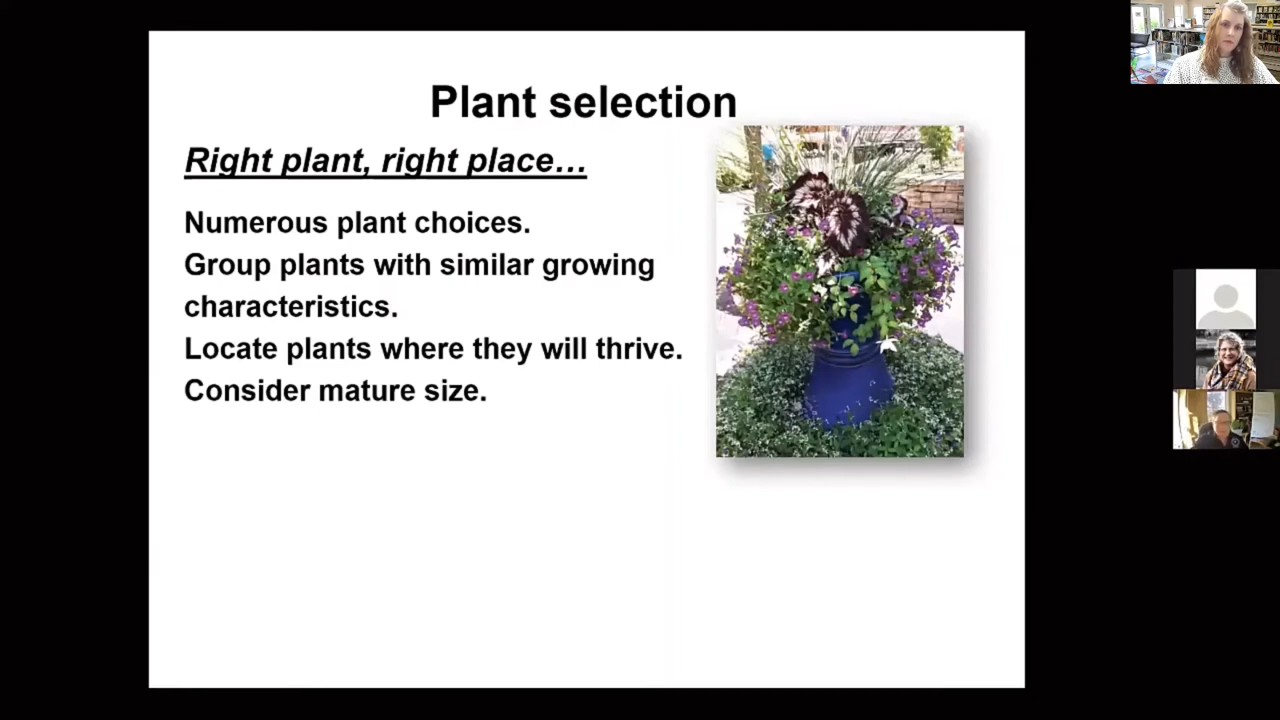 Plant selection
Right plant, right place...
Numerous plant choices.
Group plants with similar growing
characteristics.
Locate plants where they will thrive.
Consider mature size.